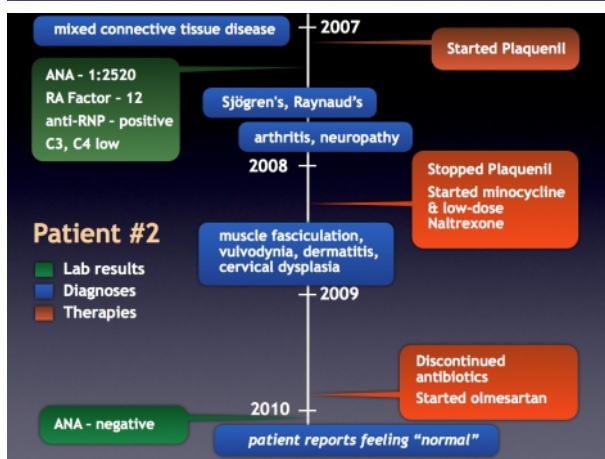 mixed connective tissue disease
2007
Started Plaquenil
ANA – 1:2520
RA Factor – 12
anti-RNP – positive
C3, C4 low
Sjögren's, Raynaud's
arthritis, neuropathy
2008
Stopped Plaquenil
Started minocycline
& low-dose
Naltrexone
Patient #2
Lab results
Diagnoses
Therapies
muscle fasciculation,
vulvodynia, dermatitis,
cervical dysplasia
2009
Discontinued
antibiotics
Started olmesartan
2010
ANA – negative
patient reports feeling “normal”